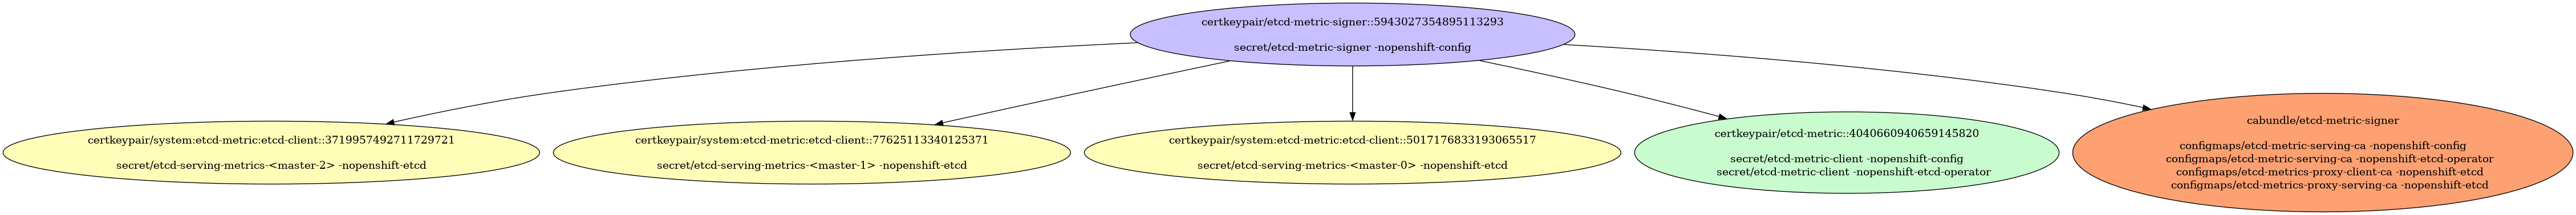 certkeypair/etcd-metric-signer::5943027354895113293
secret/etcd-metric-signer -nopenshift-config
certkeypair/system:etcd-metric:etcd-client::3719957492711729721
secret/etcd-serving-metrics-<master-2> -nopenshift-etcd
certkeypair/system:etcd-metric:etcd-client::77625113340125371
secret/etcd-serving-metrics-<master-1> -nopenshift-etcd
certkeypair/system:etcd-metric:etcd-client::5017176833193065517
secret/etcd-serving-metrics-<master-0> -nopenshift-etcd
certkeypair/etcd-metric::4040660940659145820
secret/etcd-metric-client -nopenshift-config
secret/etcd-metric-client -nopenshift-etcd-operator
cabundle/etcd-metric-signer
configmaps/etcd-metric-serving-ca -nopenshift-config
configmaps/etcd-metric-serving-ca -nopenshift-etcd-operator
configmaps/etcd-metrics-proxy-client-ca -nopenshift-etcd
configmaps/etcd-metrics-proxy-serving-ca -nopenshift-etcd